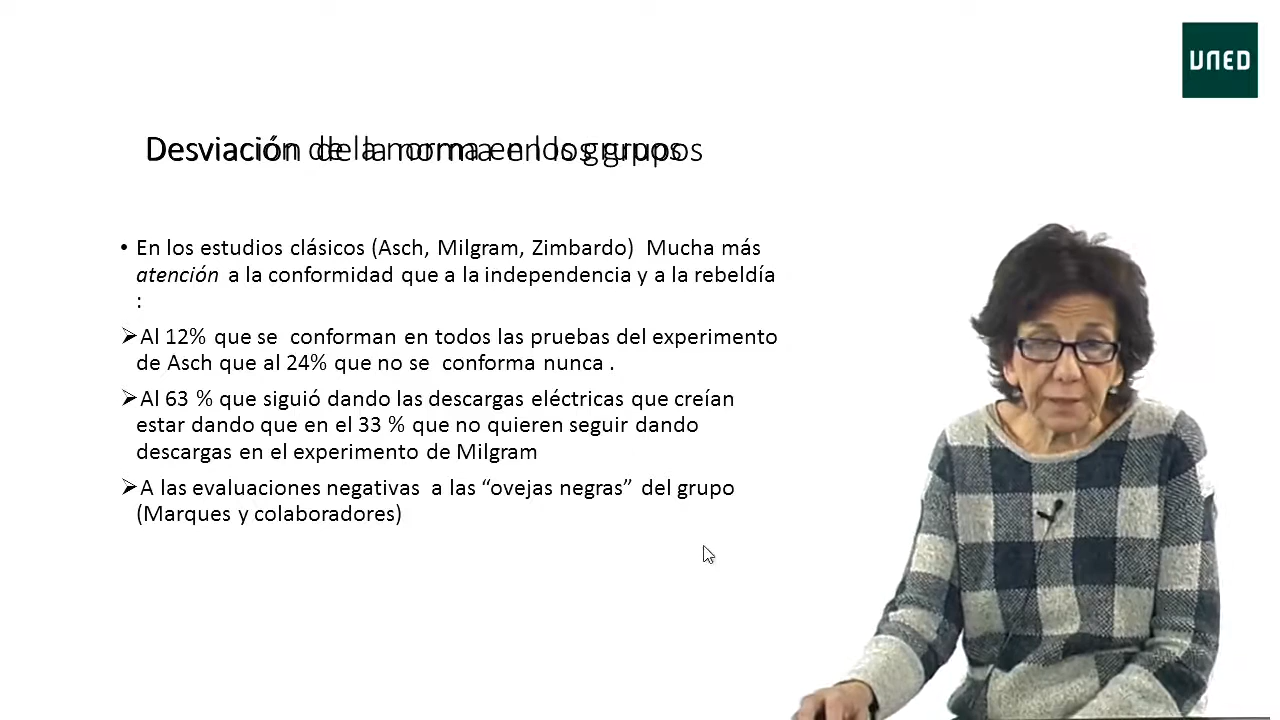 UNED
Desviación de la norma en los grupos
• En los estudios clásicos (Asch, Milgram, Zimbardo) Mucha más
atención a la conformidad que a la independencia y a la rebeldía
:
➢Al 12% que se conforman en todos las pruebas del experimento
de Asch que al 24% que no se conforma nunca .
➢Al 63 % que siguió dando las descargas eléctricas que creían
estar dando que en el 33 % que no quieren seguir dando
descargas en el experimento de Milgram
➢A las evaluaciones negativas a las “ovejas negras” del grupo
(Marques y colaboradores)